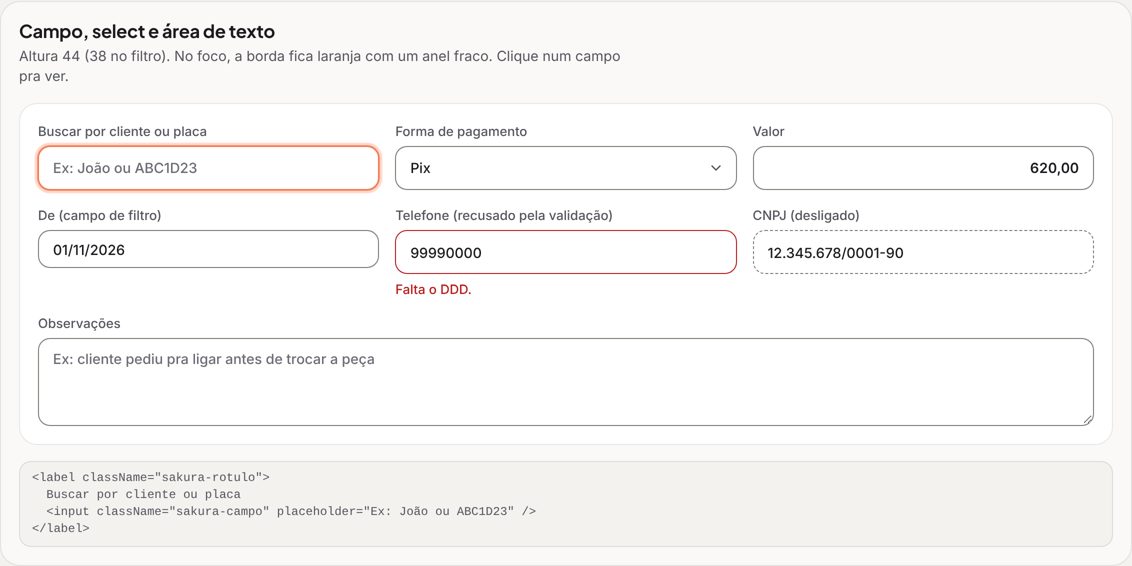 Campo, select e área de texto
Altura 44 (38 no filtro). No foco, a borda fica laranja com um anel fraco. Clique num campo
pra ver.
Buscar por cliente ou placa
Forma de pagamento
Valor
Ex: João ou ABC1D23
Pix
620,00
De (campo de filtro)
Telefone (recusado pela validação)
CNPJ (desligado)
01/11/2026
99990000
12.345.678/0001-90
Falta o DDD.
Observações
Ex: cliente pediu pra ligar antes de trocar a peça
<label className="sakura-rotulo">
  Buscar por cliente ou placa
  <input className="sakura-campo" placeholder="Ex: João ou ABC1D23" />
</label>